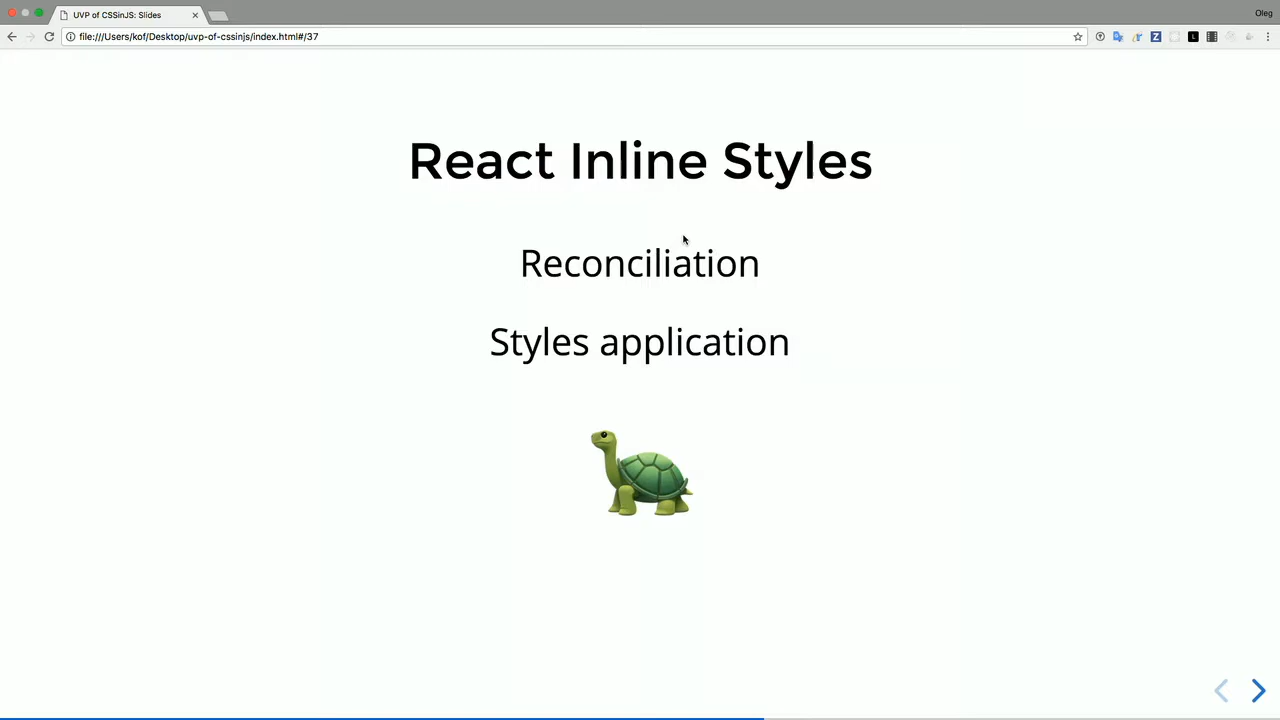 UVP of CSSinJS: Slides
Oleg
file:///Users/kof/Desktop/uvp-of-cssinjs/index.html#/37
React Inline Styles
Reconciliation
Styles application